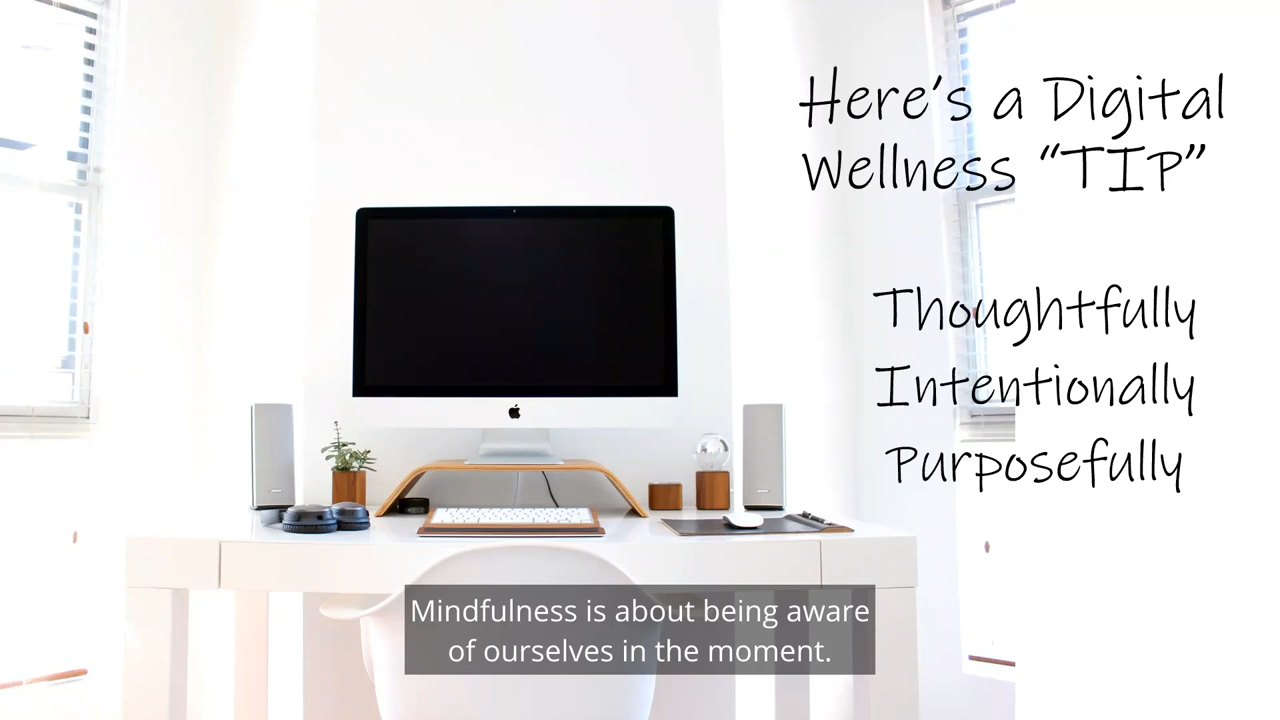 Here's a Digital
Wellness “TIP”
Thoughtfully
Intentionally
Purposefully
Mindfulness is about being aware
of ourselves in the moment.